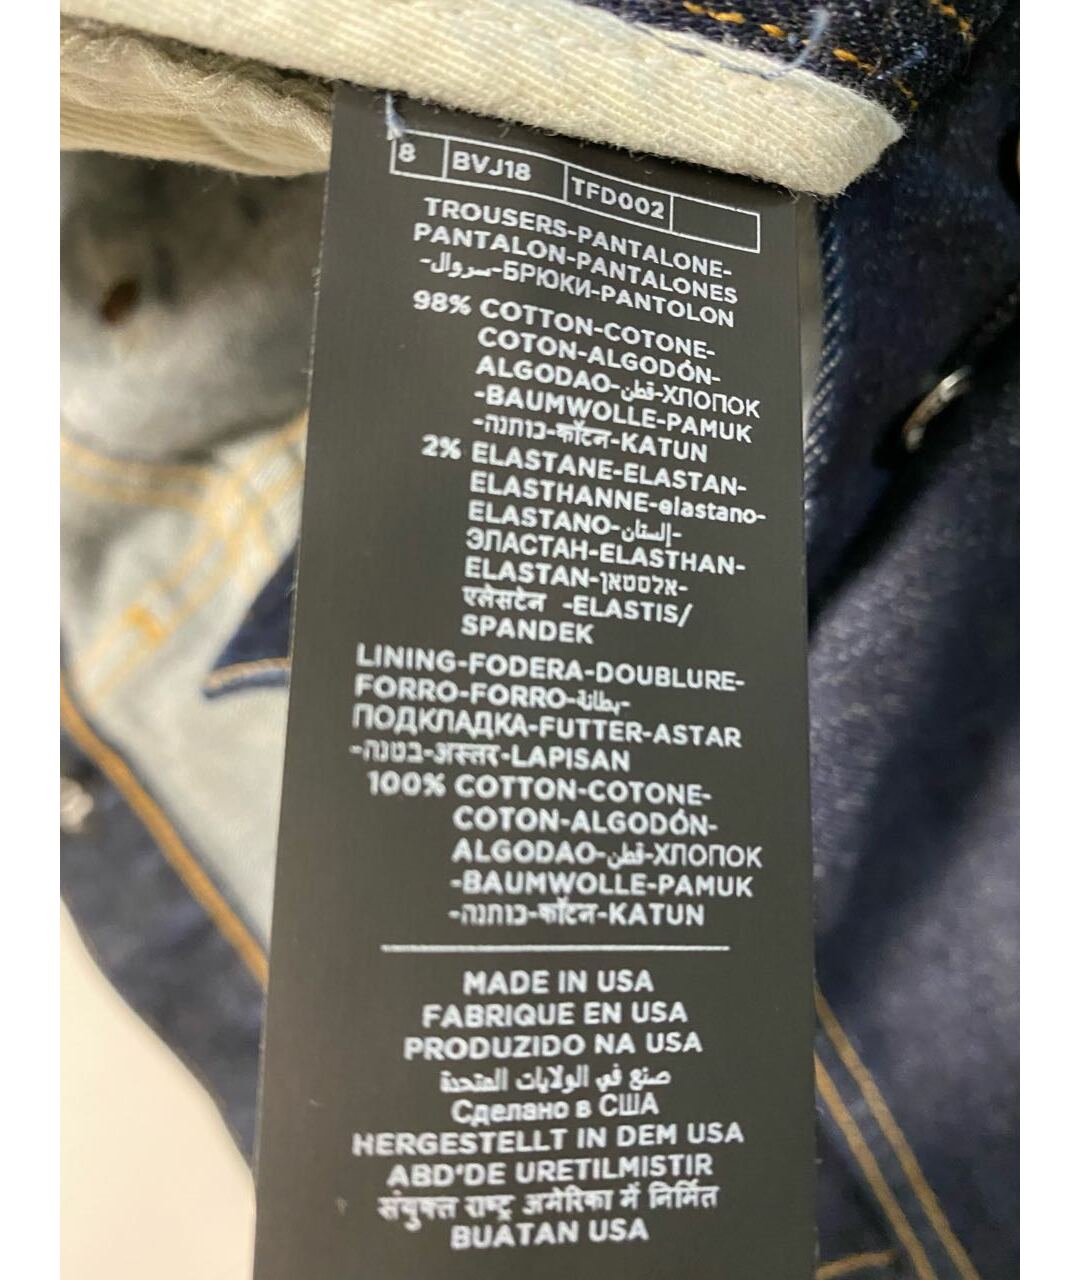 8 BVJ18 TFD002
TROUSERS-PANTALONE-
PANTALON-PANTALONES
-سروال-БРЮКИ-PANTOLON
98% COTTON-COTONE-
COTON-ALGODÓN-
ALGODAO-قطن-ХЛОПОК
-BAUMWOLLE-PAMUK
-כותנה-कॉटन-KATUN
2% ELASTANE-ELASTAN-
ELASTHANNE-elastano-
ELASTANO-إلستان-
ЭЛАСТАН-ELASTHAN-
ELASTAN-אלסטאן-
एलेसटेन -ELASTIS/
SPANDEK
LINING-FODERA-DOUBLURE-
FORRO-FORRO-بطانة-
ПОДКЛАДКА-FUTTER-ASTAR
-בטנה-अस्तर-LAPISAN
100% COTTON-COTONE-
COTON-ALGODÓN-
ALGODAO-قطن-ХЛОПОК
-BAUMWOLLE-PAMUK
-כותנה-कॉटन-KATUN
MADE IN USA
FABRIQUE EN USA
PRODUZIDO NA USA
صنع في الولايات المتحدة
Сделано в США
HERGESTELLT IN DEM USA
ABD'DE URETILMISTIR
संयुक्त राष्ट्र अमेरिका में निर्मित
BUATAN USA